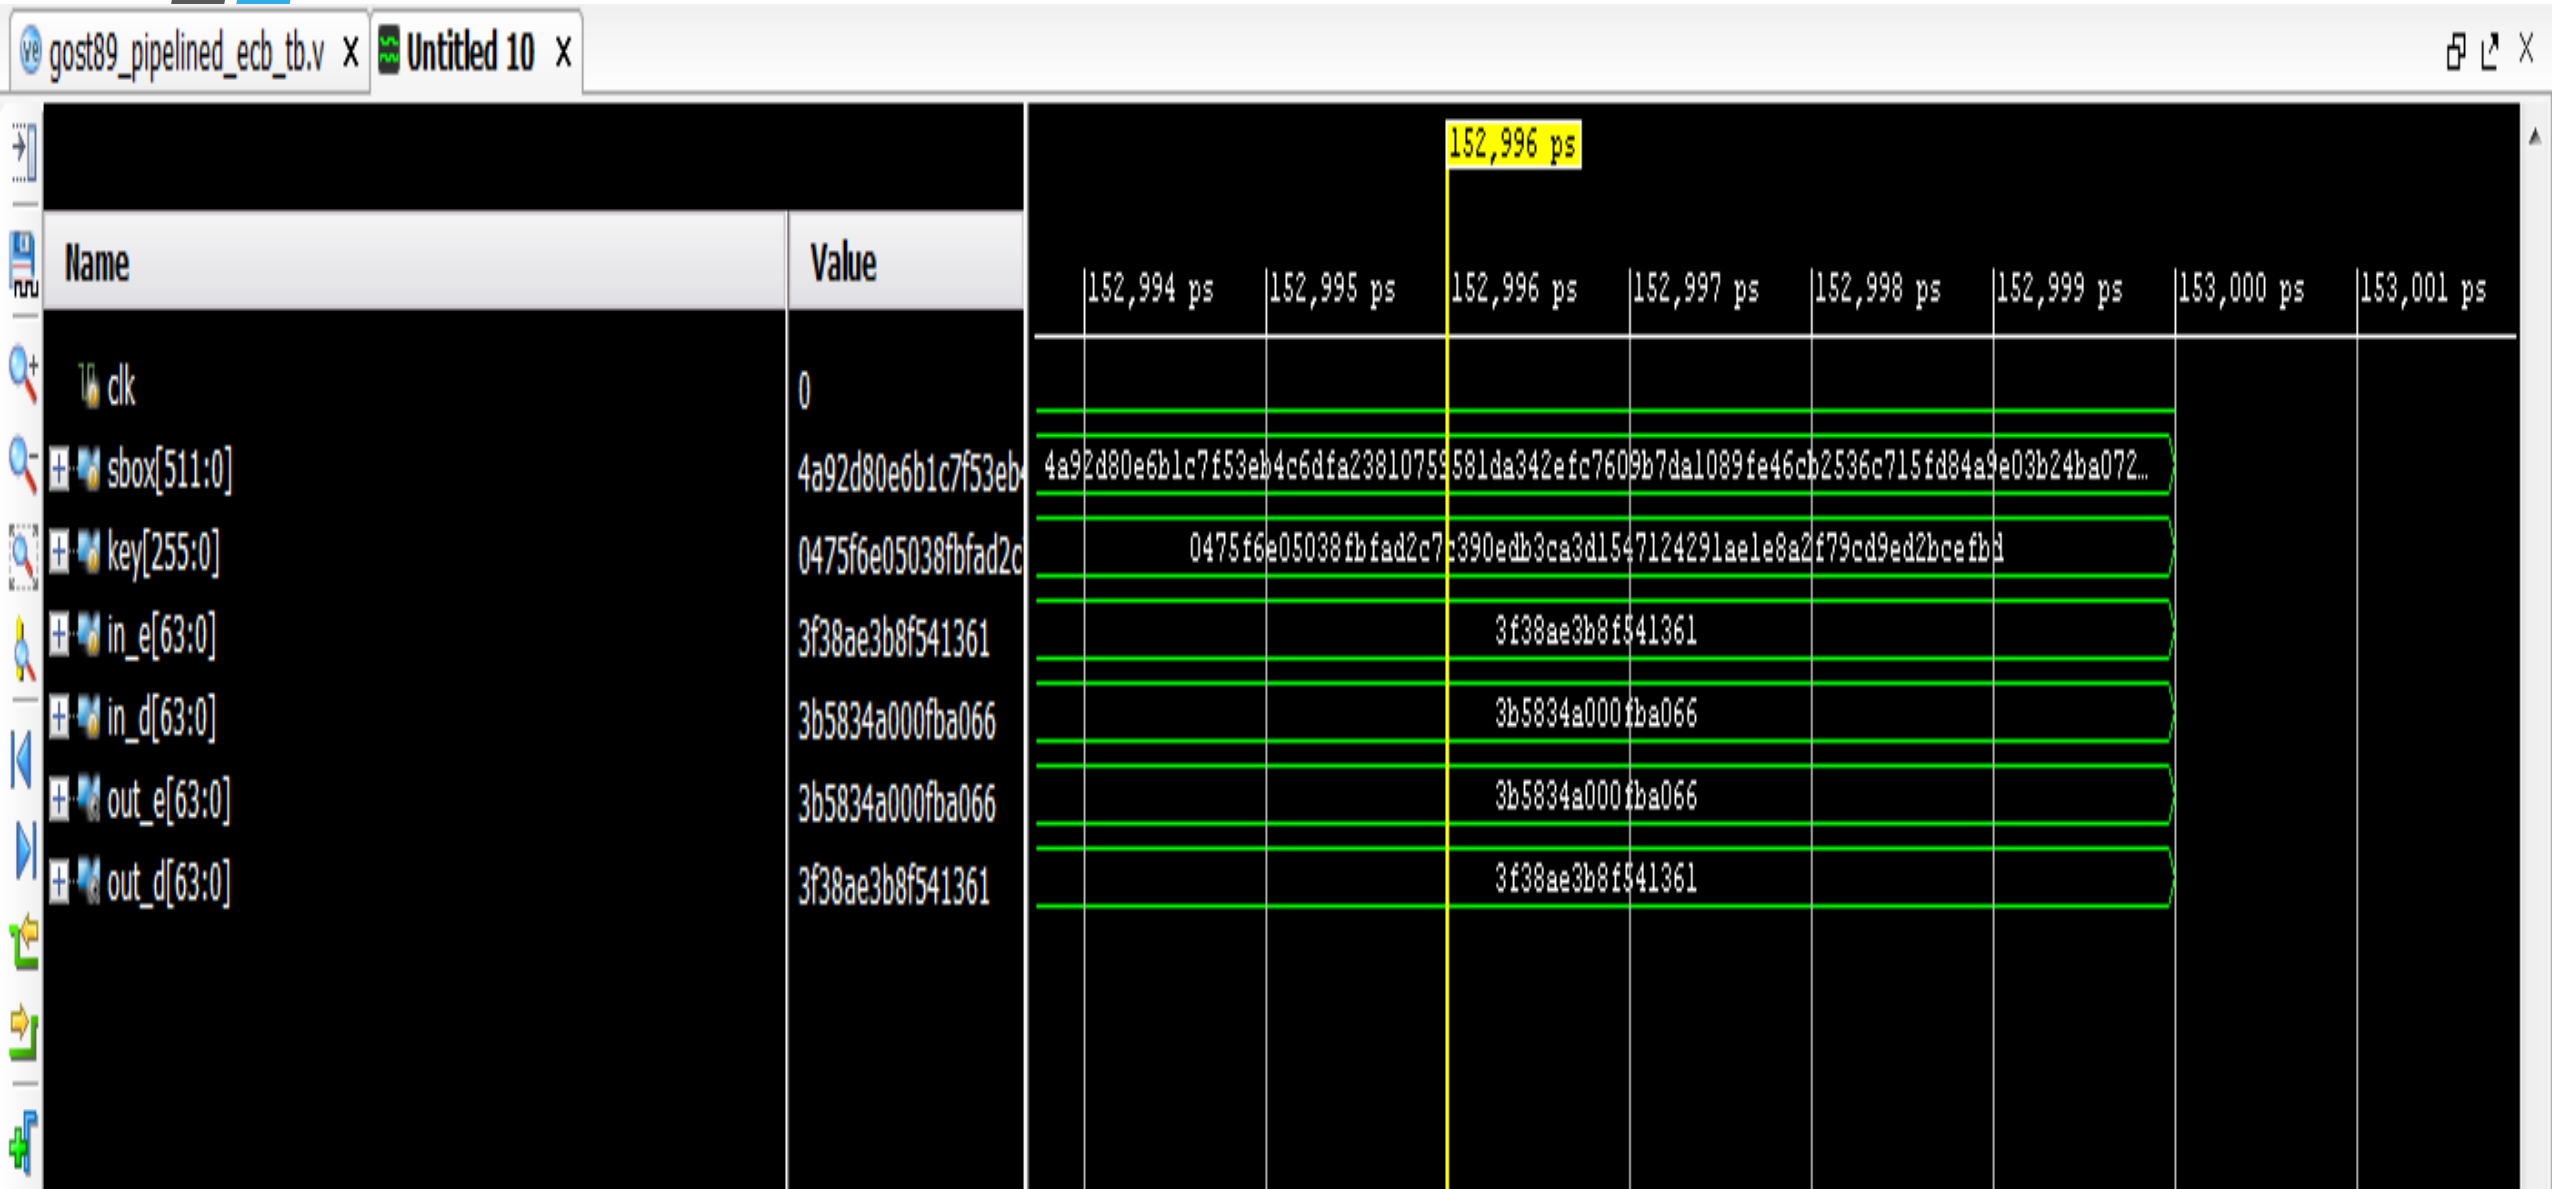 gost89_pipelined_ecb_tb.v X Untitled 10 X
152,996 ps
Name Value
152,994 ps 152,995 ps 152,996 ps 152,997 ps 152,998 ps 152,999 ps 153,000 ps 153,001 ps
clk 0
sbox[511:0] 4a92d80e6b1c7f53eb 4a92d80e6b1c7f53eb4c6dfa23810759581da342efc7609b7da1089fe46cb2536c715fd84a9e03b24ba072...
key[255:0] 0475f6e05038fbfad2c 0475f6e05038fbfad2c7c390edb3ca3d1547124291ae1e8a2f79cd9ed2bcefbd
in_e[63:0] 3f38ae3b8f541361 3f38ae3b8f541361
in_d[63:0] 3b5834a000fba066 3b5834a000fba066
out_e[63:0] 3b5834a000fba066 3b5834a000fba066
out_d[63:0] 3f38ae3b8f541361 3f38ae3b8f541361